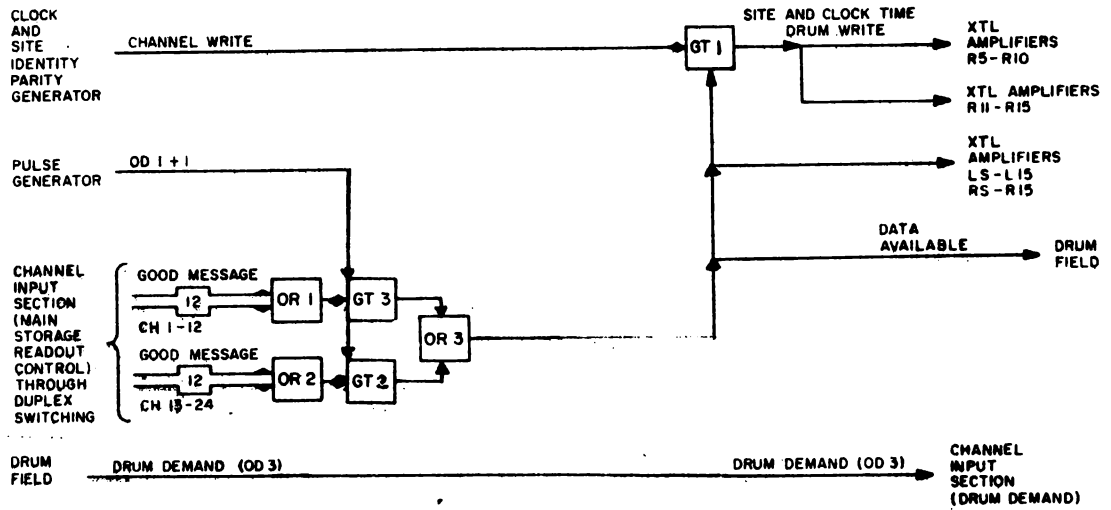 CLOCK
AND
SITE
IDENTITY
PARITY
GENERATOR
CHANNEL WRITE
GT 1
SITE AND CLOCK TIME
DRUM WRITE
XTL
AMPLIFIERS
R5-R10
XTL AMPLIFIERS
R11-R15
PULSE
GENERATOR
OD 1 + 1
XTL
AMPLIFIERS
LS-L15
RS-R15
DATA
AVAILABLE
DRUM
FIELD
CHANNEL
INPUT
SECTION
(MAIN
STORAGE
READOUT
CONTROL)
THROUGH
DUPLEX
SWITCHING
GOOD MESSAGE
12
CH 1-12
OR 1
GT 3
OR 3
GOOD MESSAGE
12
CH 13-24
OR 2
GT 2
DRUM
FIELD
DRUM DEMAND (OD 3)
DRUM DEMAND (OD 3)
CHANNEL
INPUT
SECTION
(DRUM DEMAND)